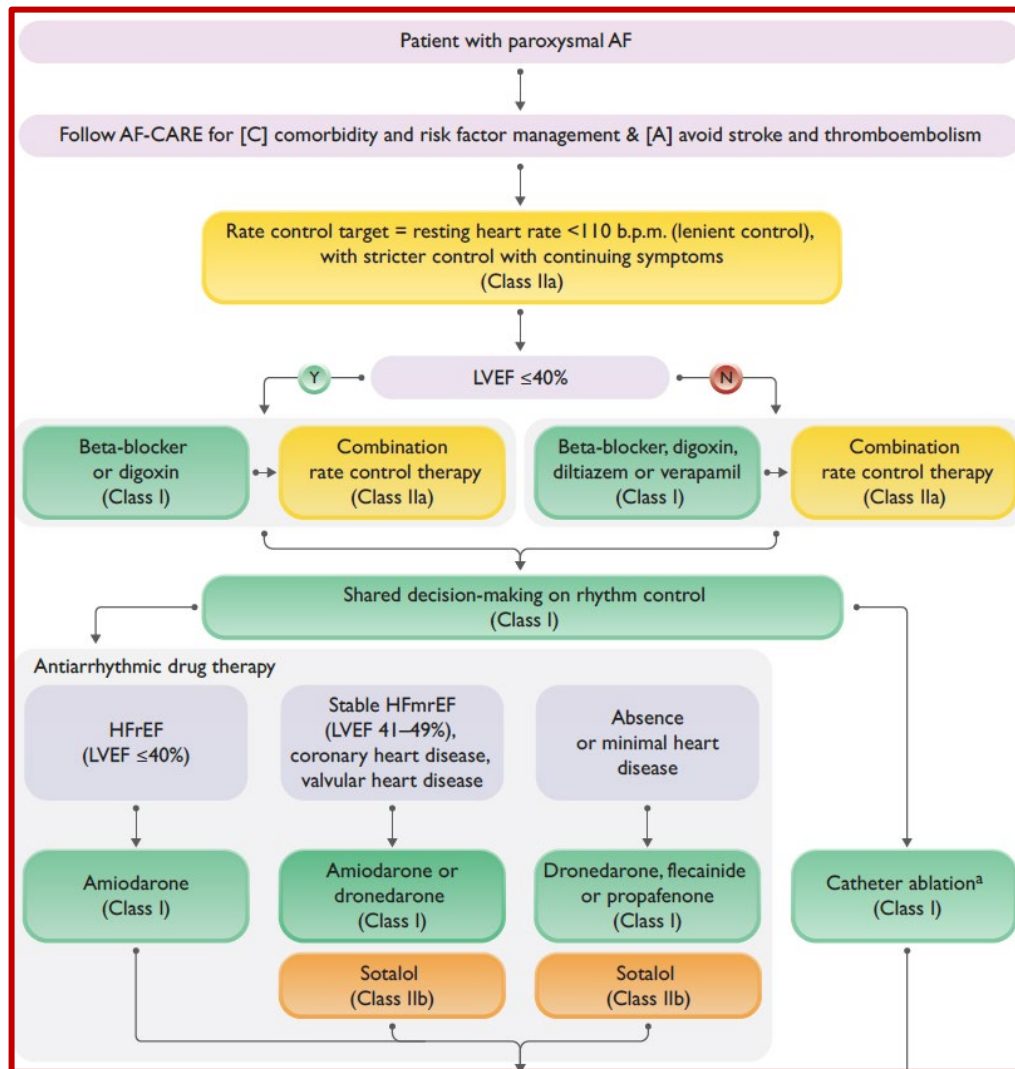 Patient with paroxysmal AF
Follow AF-CARE for [C] comorbidity and risk factor management & [A] avoid stroke and thromboembolism
Rate control target = resting heart rate <110 b.p.m. (lenient control),
with stricter control with continuing symptoms
(Class IIa)
LVEF ≤40%
Y
N
Beta-blocker
or digoxin
(Class I)
Combination
rate control therapy
(Class IIa)
Beta-blocker, digoxin,
diltiazem or verapamil
(Class I)
Combination
rate control therapy
(Class IIa)
Shared decision-making on rhythm control
(Class I)
Antiarrhythmic drug therapy
HFrEF
(LVEF ≤40%)
Stable HFmrEF
(LVEF 41–49%),
coronary heart disease,
valvular heart disease
Absence
or minimal heart
disease
Amiodarone
(Class I)
Amiodarone or
dronedarone
(Class I)
Dronedarone, flecainide
or propafenone
(Class I)
Catheter ablationᵃ
(Class I)
Sotalol
(Class IIb)
Sotalol
(Class IIb)